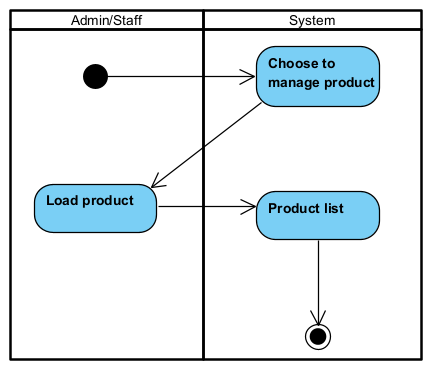 Admin/Staff
System
Choose to
manage product
Load product
Product list